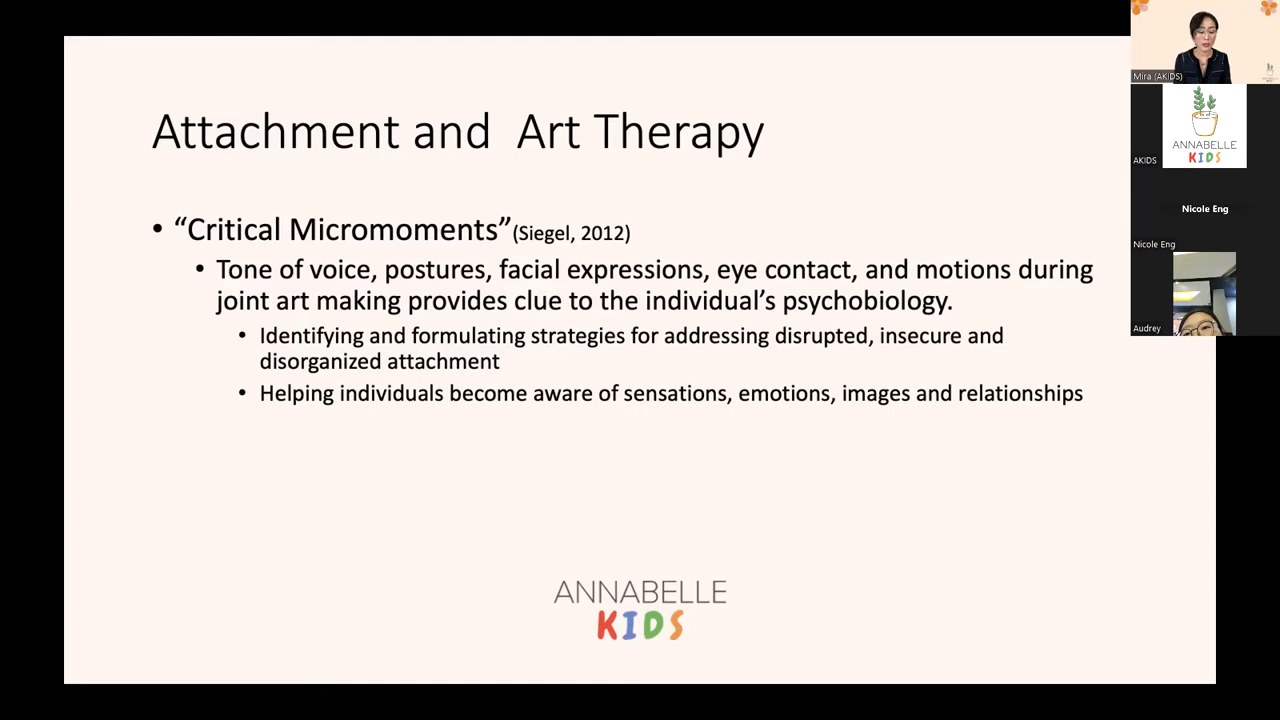 Attachment and  Art Therapy
• “Critical Micromoments”(Siegel, 2012)
• Tone of voice, postures, facial expressions, eye contact, and motions during
joint art making provides clue to the individual’s psychobiology.
• Identifying and formulating strategies for addressing disrupted, insecure and
disorganized attachment
• Helping individuals become aware of sensations, emotions, images and relationships
ANNABELLE
KIDS
Mira (AKIDS)
ANNABELLE
KIDS
AKIDS
Nicole Eng
Nicole Eng
Audrey